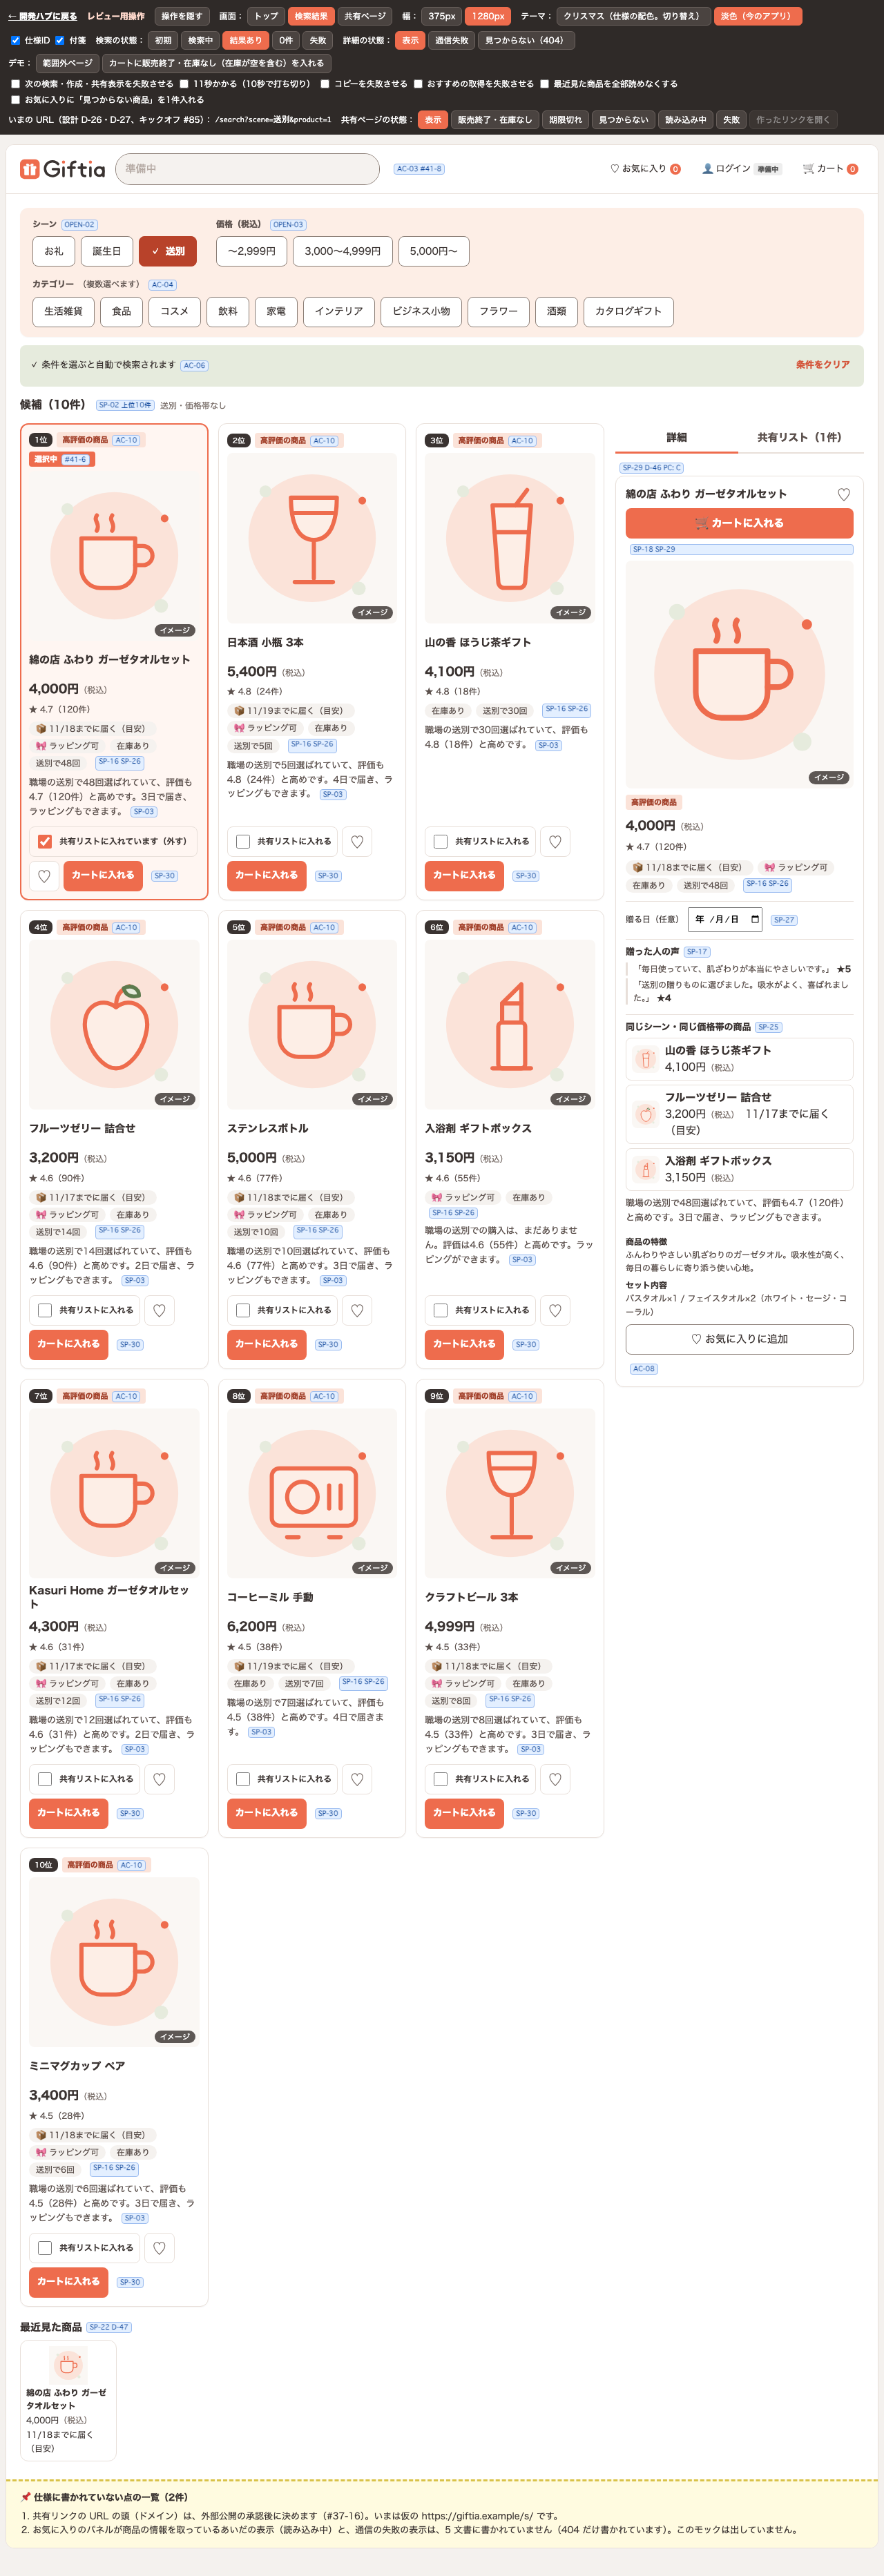 ← 開発ハブに戻る レビュー用操作 操作を隠す 画面： トップ 検索結果 共有ページ 幅： 375px 1280px テーマ： クリスマス（仕様の配色。切り替え） 淡色（今のアプリ）
仕様ID 付箋 検索の状態： 初期 検索中 結果あり 0件 失敗 詳細の状態： 表示 通信失敗 見つからない（404）
デモ： 範囲外ページ カートに販売終了・在庫なし（在庫が空を含む）を入れる
次の検索・作成・共有表示を失敗させる 11秒かかる（10秒で打ち切り） コピーを失敗させる おすすめの取得を失敗させる 最近見た商品を全部読めなくする
お気に入りに「見つからない商品」を1件入れる
いまの URL（設計 D-26・D-27、キックオフ #85）： /search?scene=送別&product=1 共有ページの状態： 表示 販売終了・在庫なし 期限切れ 見つからない 読み込み中 失敗 作ったリンクを開く
Giftia 準備中 AC-03 #41-8 ♡ お気に入り 0 ログイン 準備中 カート 0
シーン OPEN-02 価格（税込） OPEN-03
お礼 誕生日 ✓ 送別 〜2,999円 3,000〜4,999円 5,000円〜
カテゴリー （複数選べます） AC-04
生活雑貨 食品 コスメ 飲料 家電 インテリア ビジネス小物 フラワー 酒類 カタログギフト
✓ 条件を選ぶと自動で検索されます AC-06 条件をクリア
候補（10件） SP-02 上位10件 送別・価格帯なし
1位 高評価の商品 AC-10
選択中 #41-6
イメージ
綿の店 ふわり ガーゼタオルセット
4,000円（税込）
★ 4.7（120件）
11/18までに届く（目安）
ラッピング可 在庫あり
送別で48回 SP-16 SP-26
職場の送別で48回選ばれていて、評価も
4.7（120件）と高めです。3日で届き、
ラッピングもできます。 SP-03
共有リストに入れています（外す）
♡ カートに入れる SP-30
2位 高評価の商品 AC-10
イメージ
日本酒 小瓶 3本
5,400円（税込）
★ 4.8（24件）
11/19までに届く（目安）
ラッピング可 在庫あり
送別で5回 SP-16 SP-26
職場の送別で5回選ばれていて、評価も
4.8（24件）と高めです。4日で届き、ラ
ッピングもできます。 SP-03
共有リストに入れる ♡
カートに入れる SP-30
3位 高評価の商品 AC-10
イメージ
山の香 ほうじ茶ギフト
4,100円（税込）
★ 4.8（18件）
在庫あり 送別で30回 SP-16 SP-26
職場の送別で30回選ばれていて、評価も
4.8（18件）と高めです。 SP-03
共有リストに入れる ♡
カートに入れる SP-30
詳細 共有リスト（1件）
SP-29 D-46 PC: C
綿の店 ふわり ガーゼタオルセット ♡
カートに入れる
SP-18 SP-29
イメージ
高評価の商品
4,000円（税込）
★ 4.7（120件）
11/18までに届く（目安） ラッピング可
在庫あり 送別で48回 SP-16 SP-26
贈る日（任意） 年 /月/日 SP-27
贈った人の声 SP-17
「毎日使っていて、肌ざわりが本当にやさしいです。」 ★5
「送別の贈りものに選びました。吸水がよく、喜ばれまし
た。」 ★4
同じシーン・同じ価格帯の商品 SP-25
山の香 ほうじ茶ギフト
4,100円（税込）
フルーツゼリー 詰合せ
3,200円（税込） 11/17までに届く
（目安）
入浴剤 ギフトボックス
3,150円（税込）
職場の送別で48回選ばれていて、評価も4.7（120件）
と高めです。3日で届き、ラッピングもできます。
商品の特徴
ふんわりやさしい肌ざわりのガーゼタオル。吸水性が高く、
毎日の暮らしに寄り添う使い心地。
セット内容
バスタオル×1 / フェイスタオル×2（ホワイト・セージ・コ
ーラル）
♡ お気に入りに追加
AC-08
4位 高評価の商品 AC-10
イメージ
フルーツゼリー 詰合せ
3,200円（税込）
★ 4.6（90件）
11/17までに届く（目安）
ラッピング可 在庫あり
送別で14回 SP-16 SP-26
職場の送別で14回選ばれていて、評価も
4.6（90件）と高めです。2日で届き、ラ
ッピングもできます。 SP-03
共有リストに入れる ♡
カートに入れる SP-30
5位 高評価の商品 AC-10
イメージ
ステンレスボトル
5,000円（税込）
★ 4.6（77件）
11/18までに届く（目安）
ラッピング可 在庫あり
送別で10回 SP-16 SP-26
職場の送別で10回選ばれていて、評価も
4.6（77件）と高めです。3日で届き、ラ
ッピングもできます。 SP-03
共有リストに入れる ♡
カートに入れる SP-30
6位 高評価の商品 AC-10
イメージ
入浴剤 ギフトボックス
3,150円（税込）
★ 4.6（55件）
ラッピング可 在庫あり
SP-16 SP-26
職場の送別での購入は、まだありませ
ん。評価は4.6（55件）と高めです。ラッ
ピングができます。 SP-03
共有リストに入れる ♡
カートに入れる SP-30
7位 高評価の商品 AC-10
イメージ
Kasuri Home ガーゼタオルセッ
ト
4,300円（税込）
★ 4.6（31件）
11/17までに届く（目安）
ラッピング可 在庫あり
送別で12回 SP-16 SP-26
職場の送別で12回選ばれていて、評価も
4.6（31件）と高めです。2日で届き、ラ
ッピングもできます。 SP-03
共有リストに入れる ♡
カートに入れる SP-30
8位 高評価の商品 AC-10
イメージ
コーヒーミル 手動
6,200円（税込）
★ 4.5（38件）
11/19までに届く（目安）
在庫あり 送別で7回 SP-16 SP-26
職場の送別で7回選ばれていて、評価も
4.5（38件）と高めです。4日で届きま
す。 SP-03
共有リストに入れる ♡
カートに入れる SP-30
9位 高評価の商品 AC-10
イメージ
クラフトビール 3本
4,999円（税込）
★ 4.5（33件）
11/18までに届く（目安）
ラッピング可 在庫あり
送別で8回 SP-16 SP-26
職場の送別で8回選ばれていて、評価も
4.5（33件）と高めです。3日で届き、ラ
ッピングもできます。 SP-03
共有リストに入れる ♡
カートに入れる SP-30
10位 高評価の商品 AC-10
イメージ
ミニマグカップ ペア
3,400円（税込）
★ 4.5（28件）
11/18までに届く（目安）
ラッピング可 在庫あり
送別で6回 SP-16 SP-26
職場の送別で6回選ばれていて、評価も
4.5（28件）と高めです。3日で届き、ラ
ッピングもできます。 SP-03
共有リストに入れる ♡
カートに入れる SP-30
最近見た商品 SP-22 D-47
綿の店 ふわり ガーゼ
タオルセット
4,000円（税込）
11/18までに届く
（目安）
仕様に書かれていない点の一覧（2件）
1. 共有リンクの URL の頭（ドメイン）は、外部公開の承認後に決めます（#37-16）。いまは仮の https://giftia.example/s/ です。
2. お気に入りのパネルが商品の情報を取っているあいだの表示（読み込み中）と、通信の失敗の表示は、5 文書に書かれていません（404 だけ書かれています）。このモックは出していません。